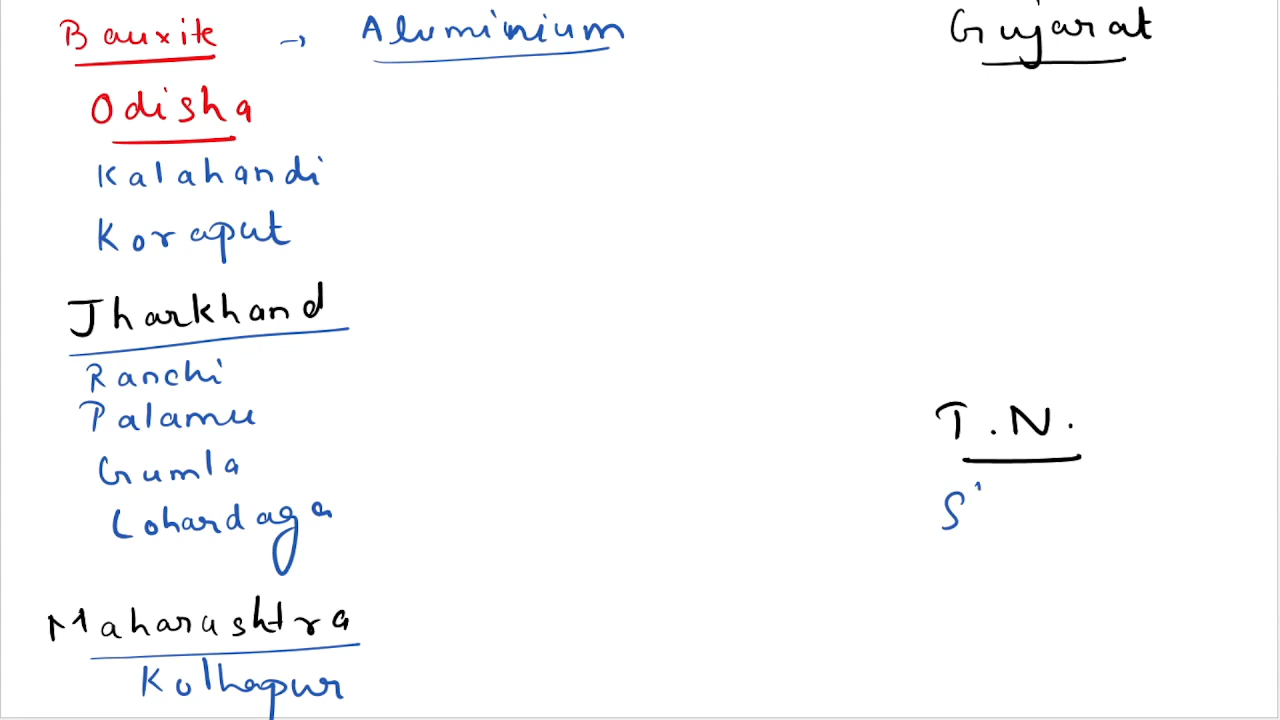 Bauxite → Aluminium
Odisha
Kalahandi
Koraput
Jharkhand
Ranchi
Palamu
Gumla
Lohardaga
Maharashtra
Kolhapur
Gujarat
T.N.
S